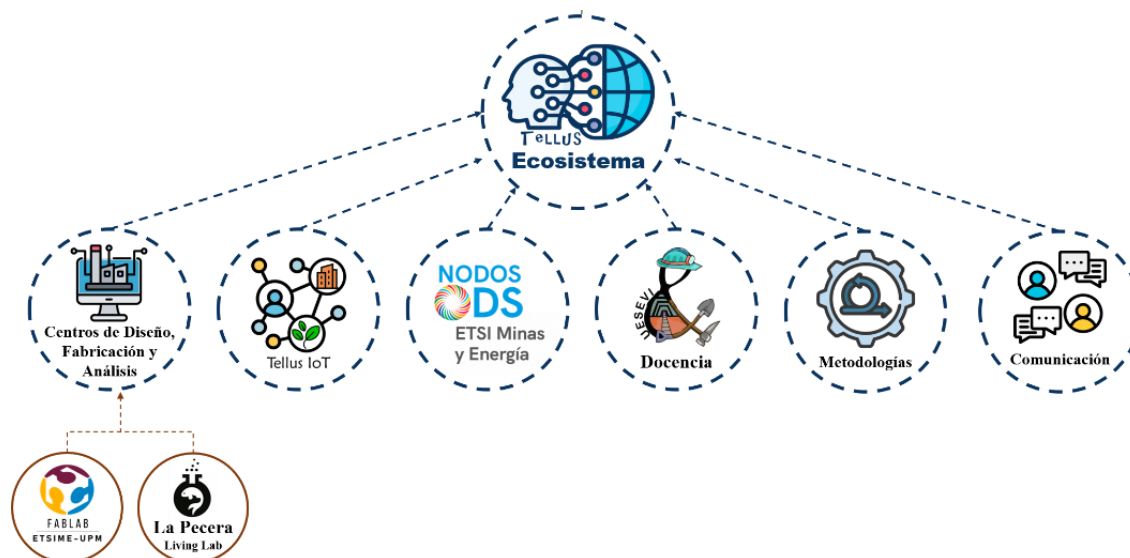 TeLLUS
Ecosistema
Centros de Diseño,
Fabricación y
Análisis
Tellus IoT
NODOS
ODS
ETSI Minas
y Energía
UESEVI
Docencia
Metodologías
Comunicación
FABLAB
ETSIME-UPM
La Pecera
Living Lab